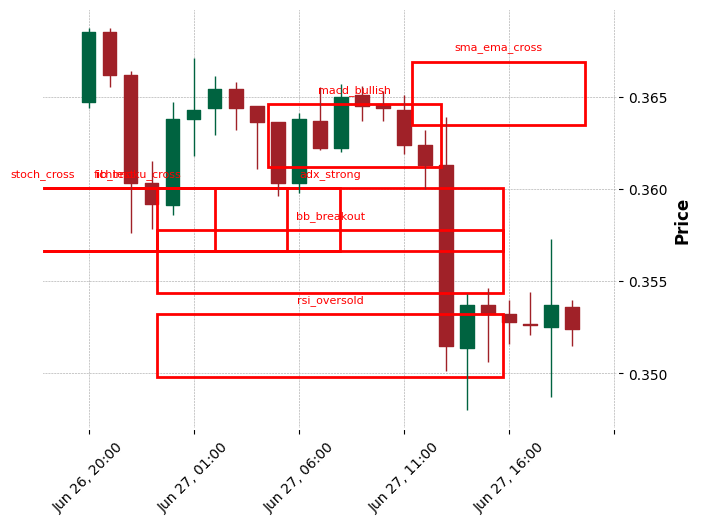 sma_ema_cross
macd_bullish
0.365
stoch_cross
adx_strong
0.360
bb_breakout
Price
0.355
rsi_oversold
0.350
Jun 26, 20:00
Jun 27, 01:00
Jun 27, 06:00
Jun 27, 11:00
Jun 27, 16:00